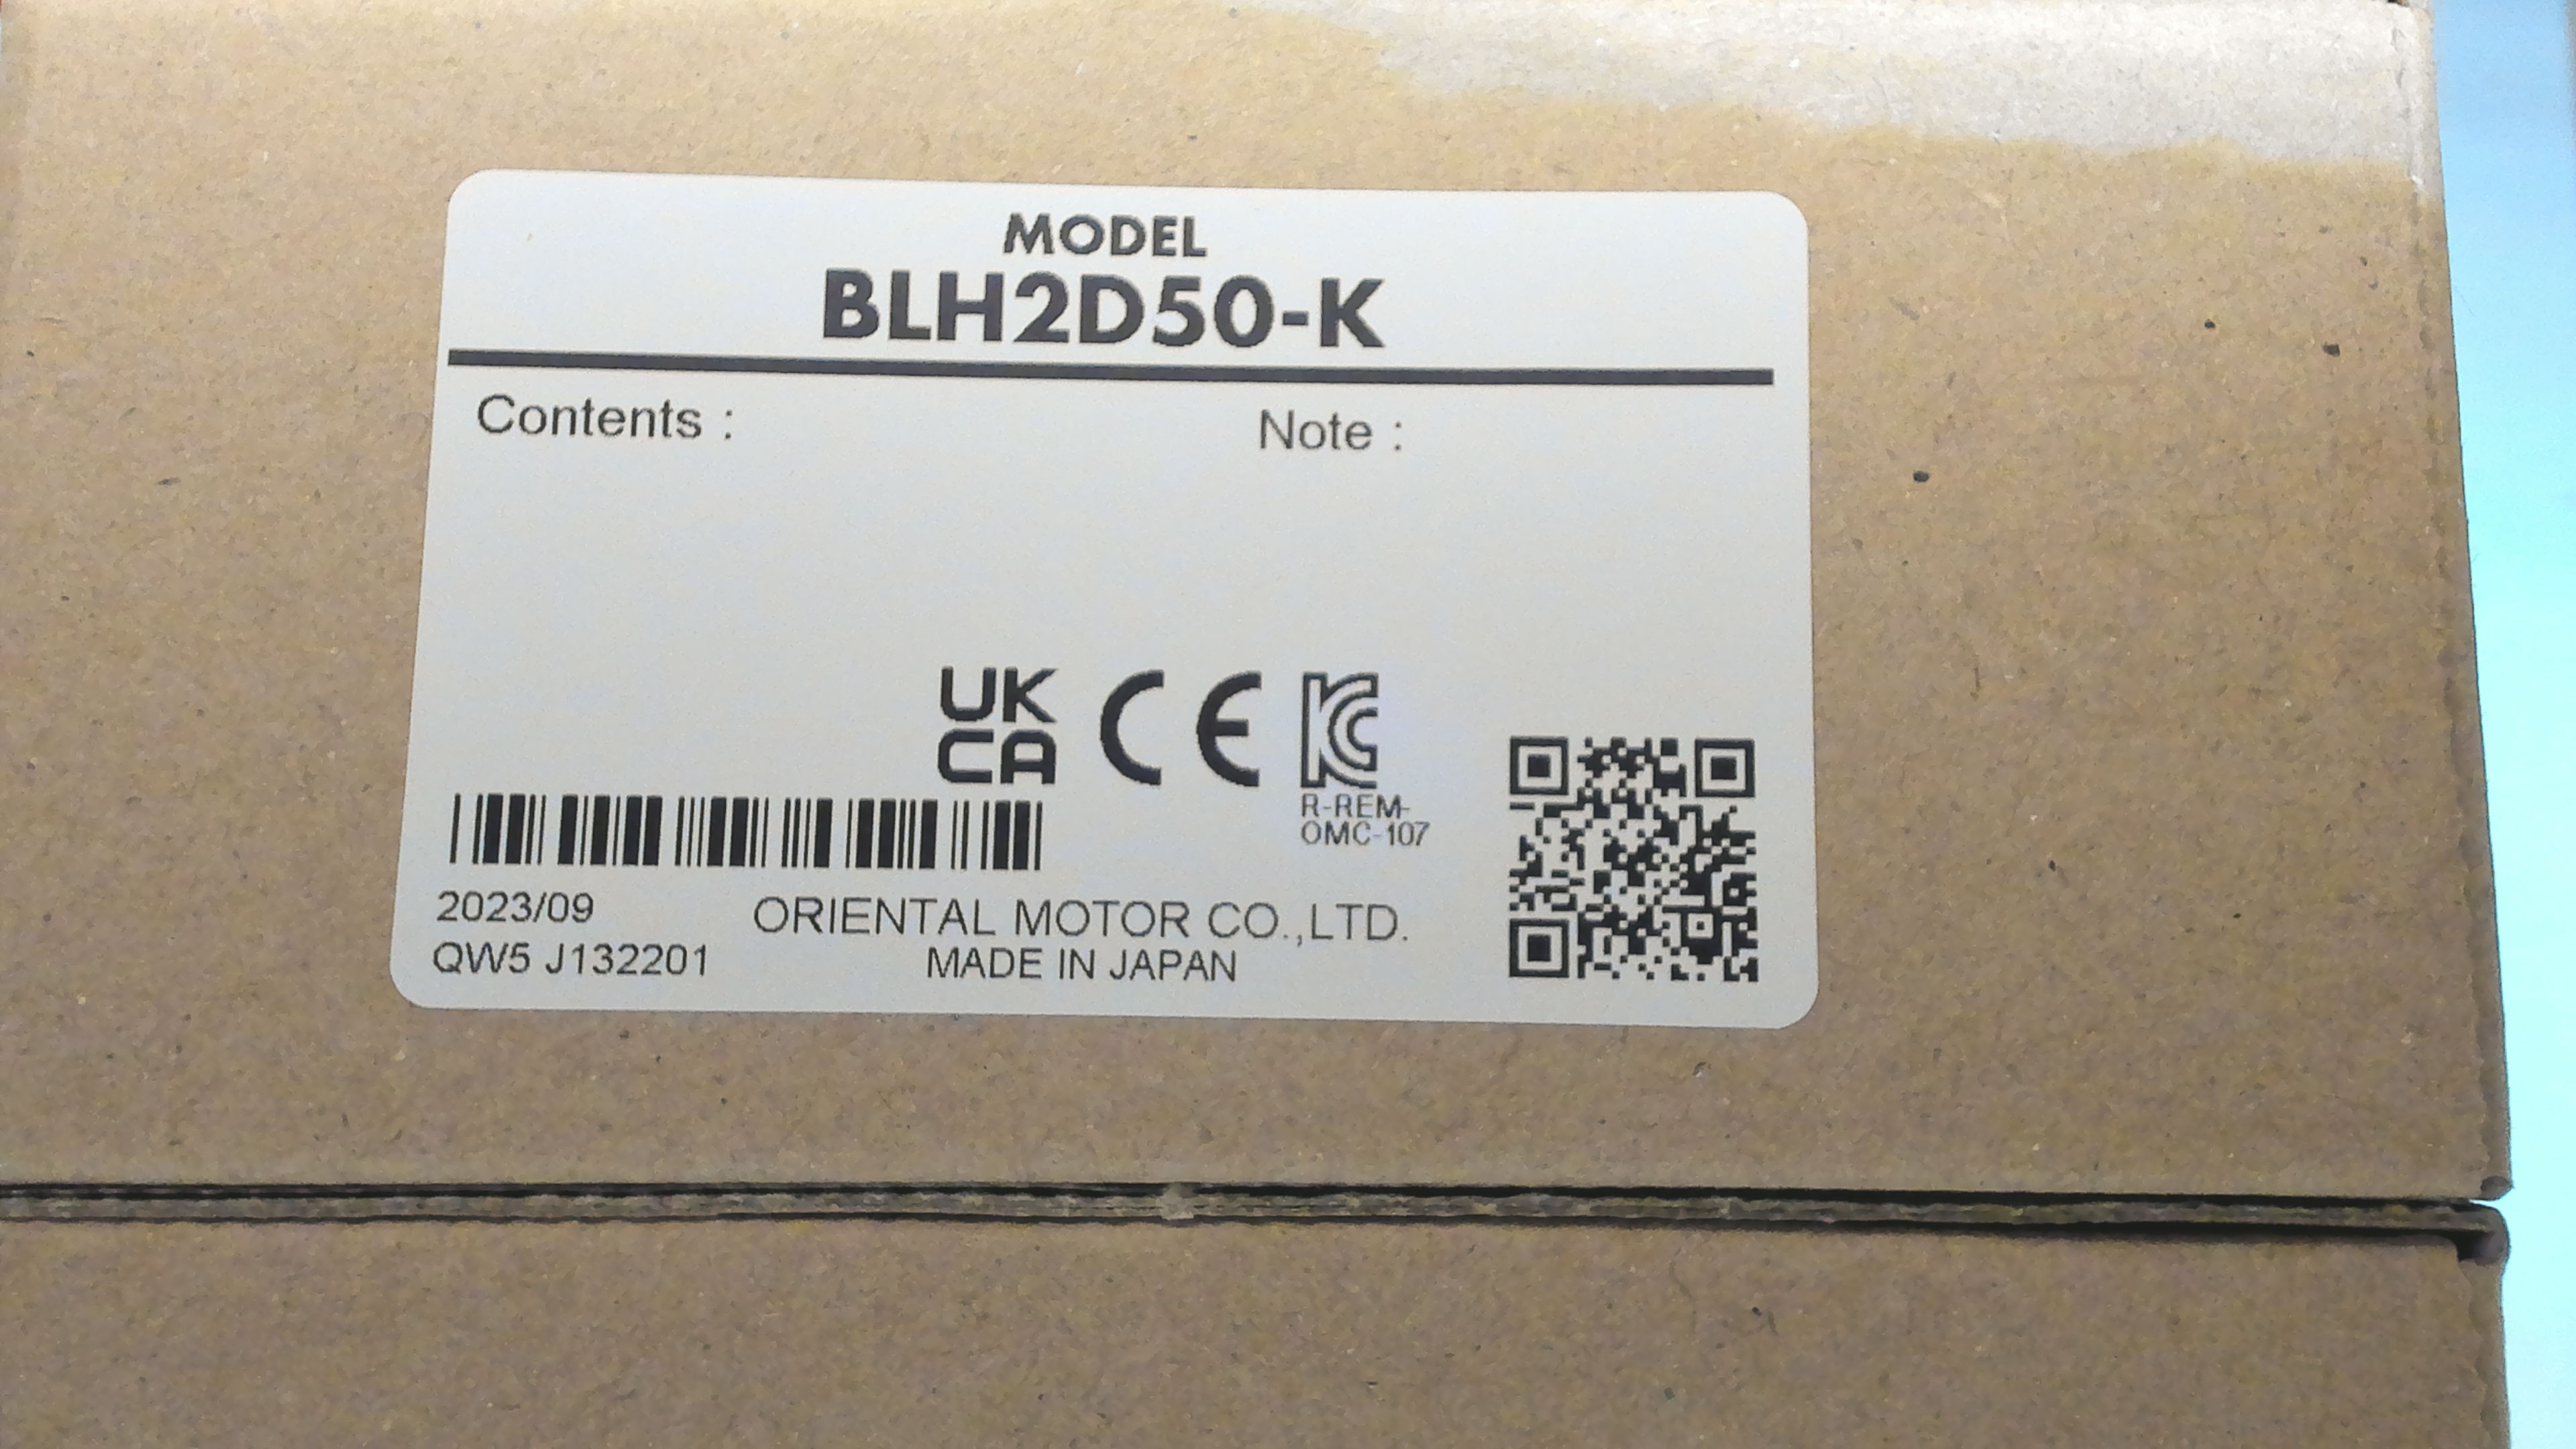 MODEL
BLH2D50-K
Contents :
Note :
UK
CA
CE
KC
R-REM-
OMC-107
2023/09
QW5 J132201
ORIENTAL MOTOR CO.,LTD.
MADE IN JAPAN